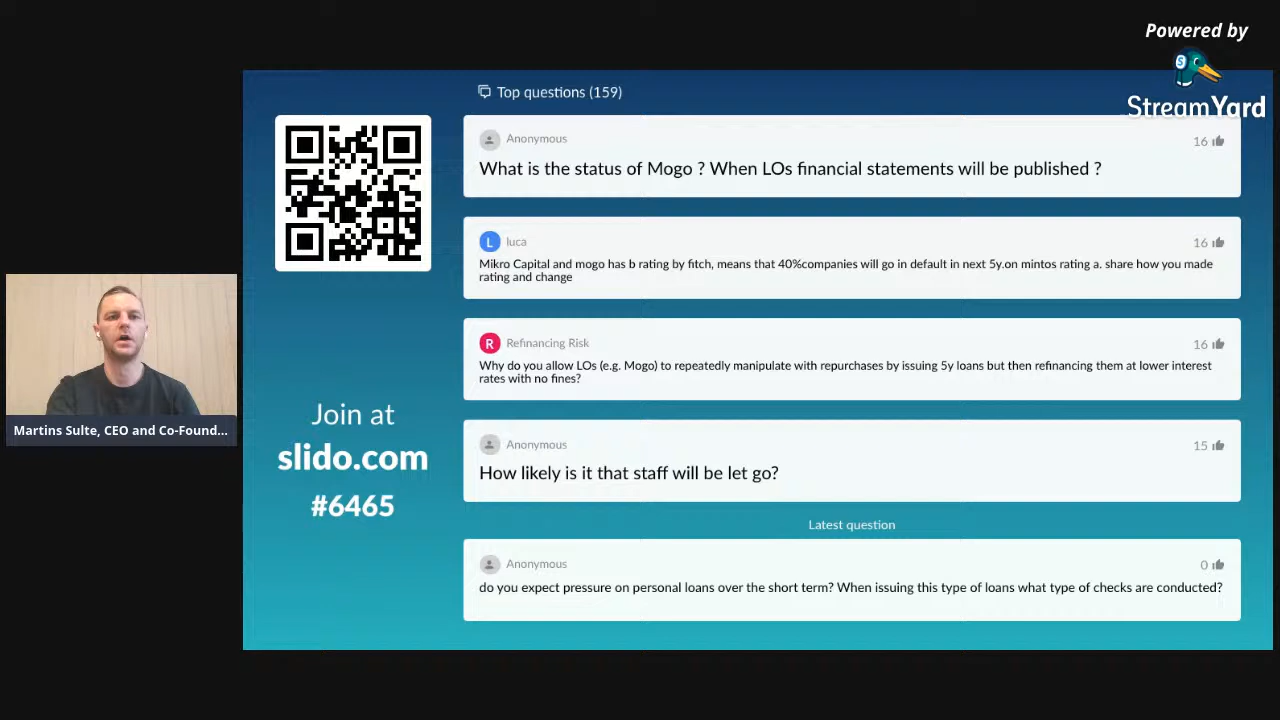 Powered by
StreamYard
Top questions (159)
Anonymous
16
What is the status of Mogo ? When LOs financial statements will be published ?
L
luca
16
Mikro Capital and mogo has b rating by fitch, means that 40%companies will go in default in next 5y.on mintos rating a. share how you made
rating and change
R
Refinancing Risk
16
Why do you allow LOs (e.g. Mogo) to repeatedly manipulate with repurchases by issuing 5y loans but then refinancing them at lower interest
rates with no fines?
Anonymous
15
How likely is it that staff will be let go?
Latest question
Anonymous
0
do you expect pressure on personal loans over the short term? When issuing this type of loans what type of checks are conducted?
Join at
slido.com
#6465
Martins Sulte, CEO and Co-Found...